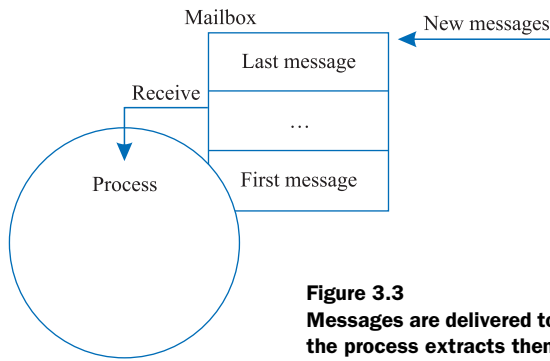 Mailbox
New messages
Last message
Receive
…
Process
First message
Figure 3.3
Messages are delivered to
the process extracts